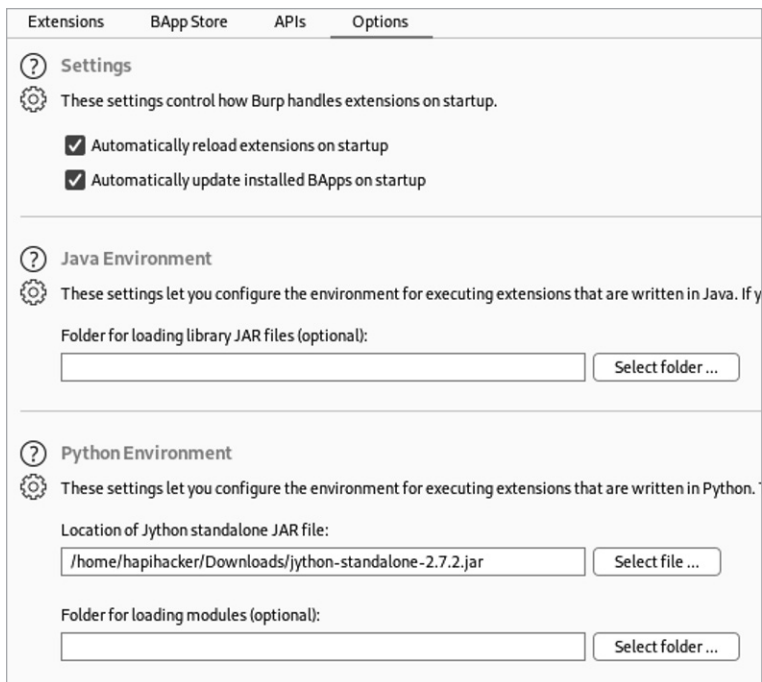 Extensions BApp Store APIs Options
? Settings
These settings control how Burp handles extensions on startup.
Automatically reload extensions on startup
Automatically update installed BApps on startup
? Java Environment
These settings let you configure the environment for executing extensions that are written in Java. If y
Folder for loading library JAR files (optional):
Select folder ...
? Python Environment
These settings let you configure the environment for executing extensions that are written in Python.
Location of Jython standalone JAR file:
/home/hapihacker/Downloads/jython-standalone-2.7.2.jar Select file ...
Folder for loading modules (optional):
Select folder ...